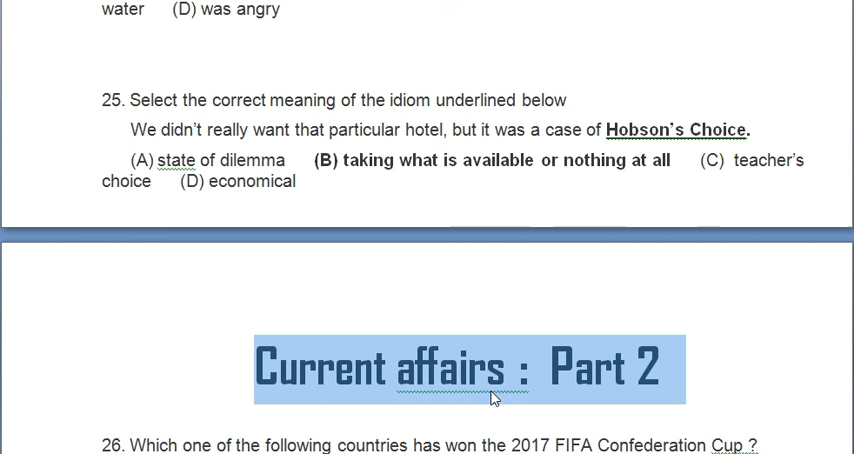 water (D) was angry
25. Select the correct meaning of the idiom underlined below
We didn't really want that particular hotel, but it was a case of Hobson's Choice.
(A) state of dilemma (B) taking what is available or nothing at all (C) teacher's
choice (D) economical
Current affairs : Part 2
26. Which one of the following countries has won the 2017 FIFA Confederation Cup ?